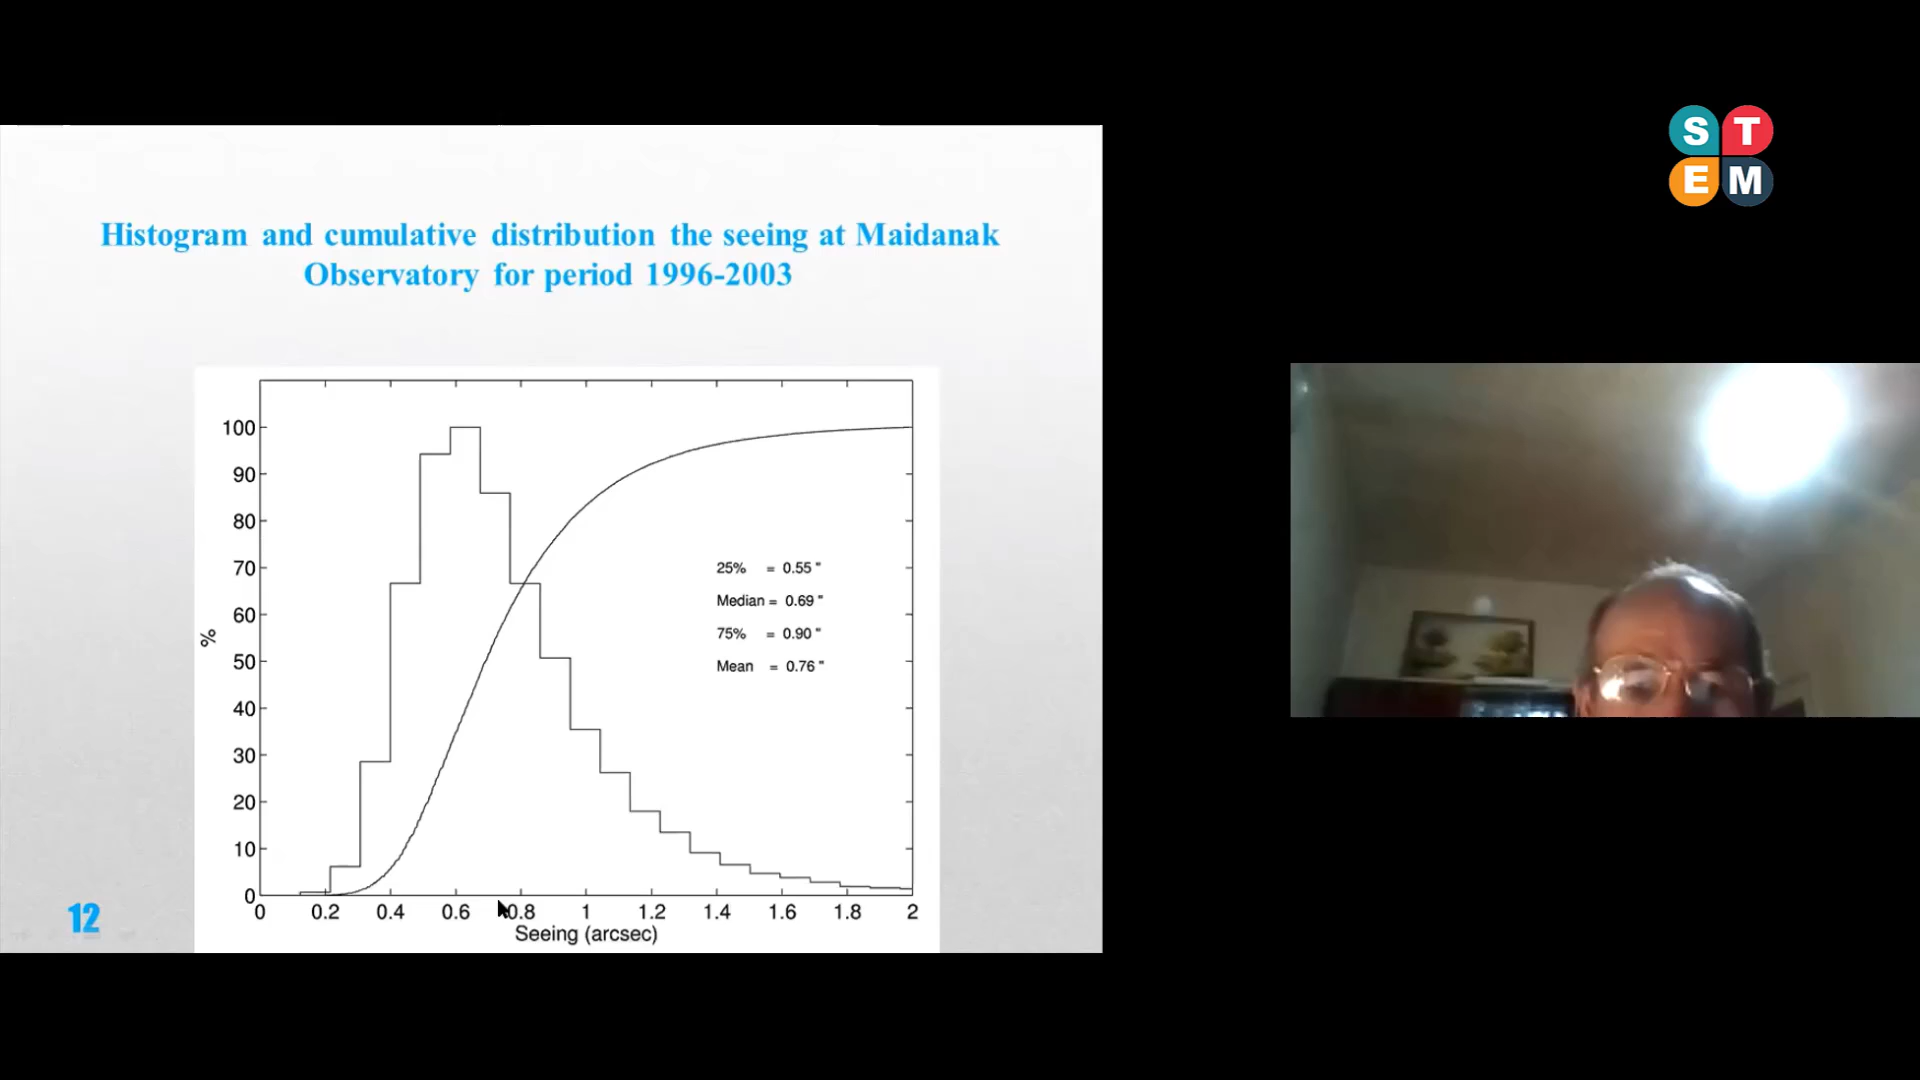 Histogram and cumulative distribution the seeing at Maidanak
Observatory for period 1996-2003
100
90
80
70
60
50
40
30
20
10
0
%
25% = 0.55 "
Median = 0.69 "
75% = 0.90 "
Mean = 0.76 "
0 0.2 0.4 0.6 0.8 1 1.2 1.4 1.6 1.8 2
Seeing (arcsec)
12
S T
E M